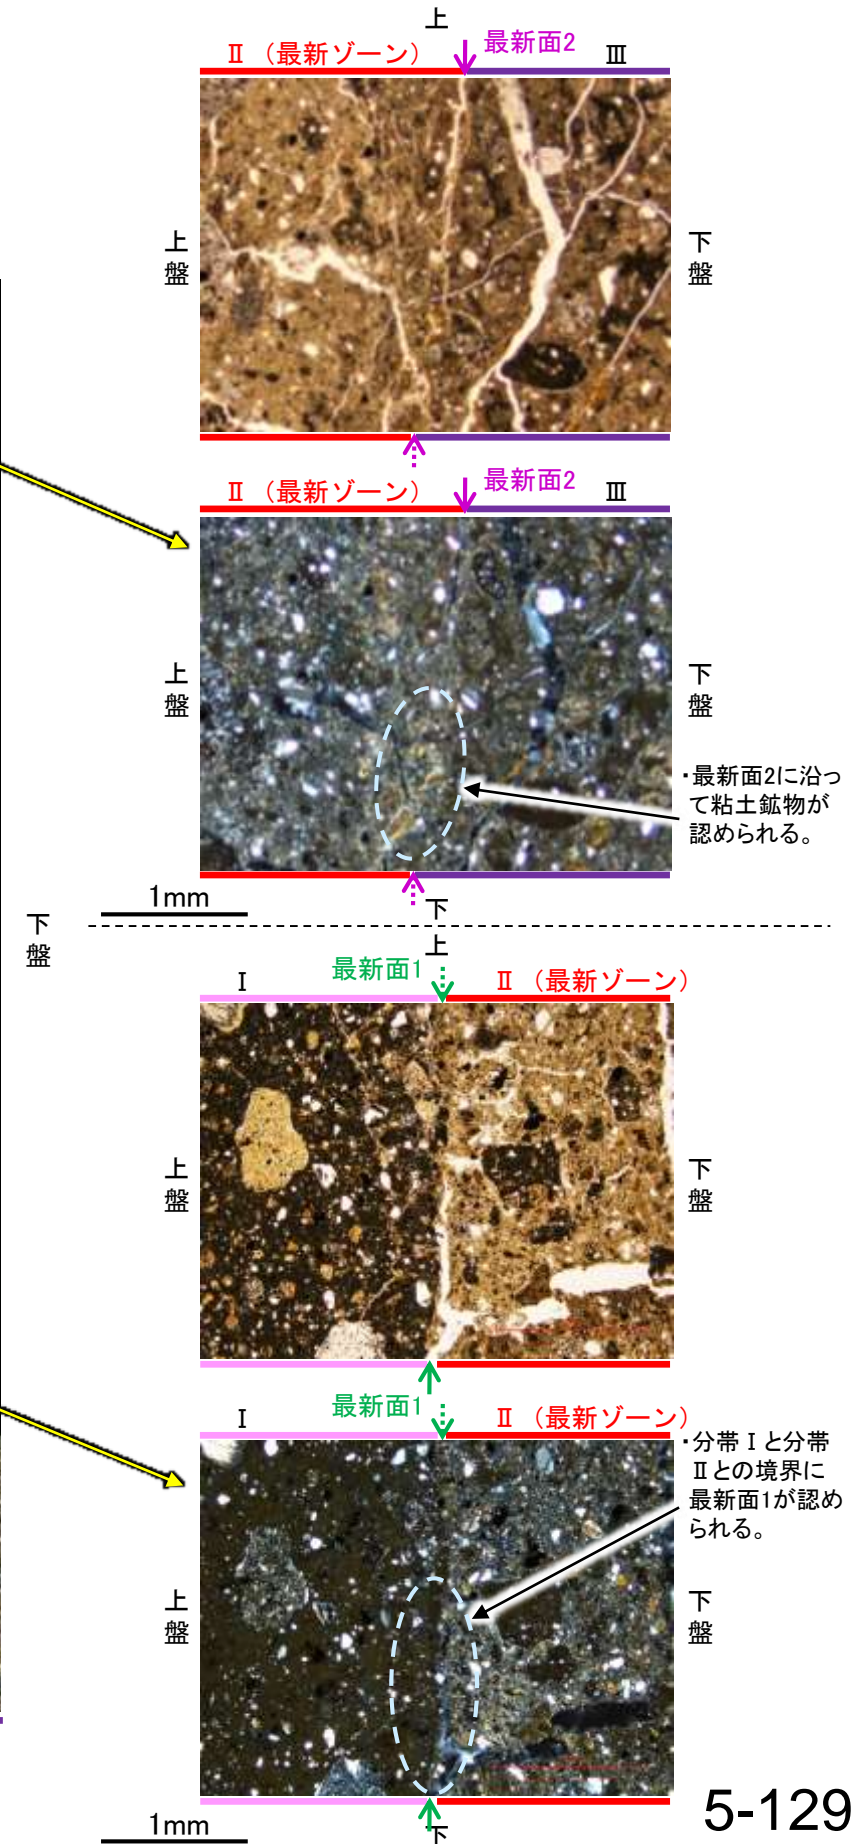 上
Ⅱ（最新ゾーン） 最新面2 Ⅲ
上盤 下盤
Ⅱ（最新ゾーン） 最新面2 Ⅲ
上盤 下盤
・最新面2に沿っ
て粘土鉱物が
認められる。
1mm 下
下盤
上
Ⅰ 最新面1 Ⅱ（最新ゾーン）
上盤 下盤
Ⅰ 最新面1 Ⅱ（最新ゾーン）
・分帯Ⅰと分帯
Ⅱとの境界に
最新面1が認め
られる。
上盤 下盤
1mm 下
5-129